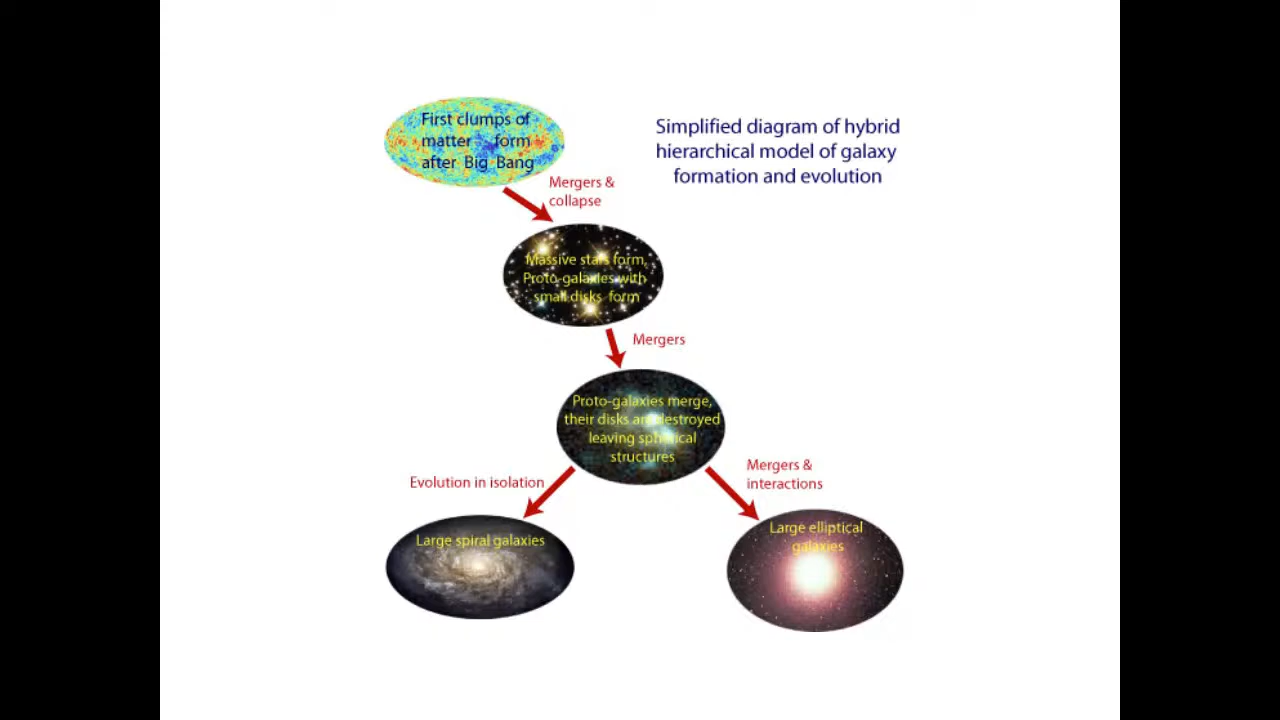 First clumps of
matter form
after Big Bang
Simplified diagram of hybrid
hierarchical model of galaxy
formation and evolution
Mergers &
collapse
Massive stars form,
Proto-galaxies with
small disks form
Mergers
Proto-galaxies merge,
their disks are destroyed
leaving spherical
structures
Evolution in isolation
Mergers &
interactions
Large spiral galaxies
Large elliptical
galaxies